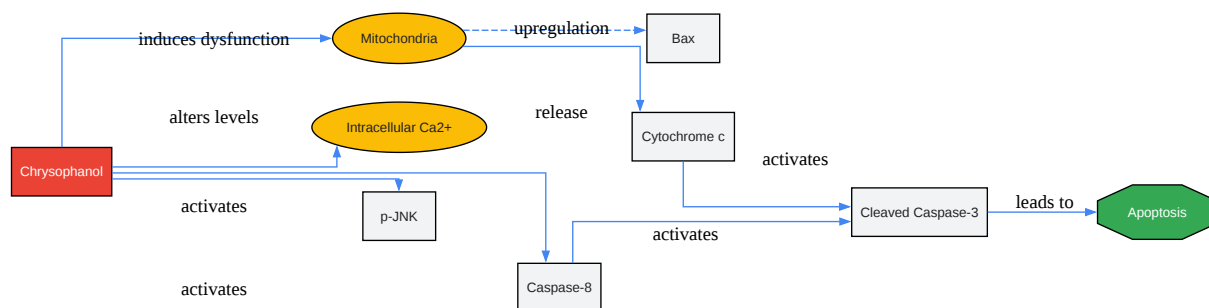 induces dysfunction
Mitochondria
upregulation
Bax
alters levels
Intracellular Ca2+
release
Cytochrome c
activates
Chrysophanol
activates
p-JNK
activates
Cleaved Caspase-3
leads to
Apoptosis
activates
Caspase-8